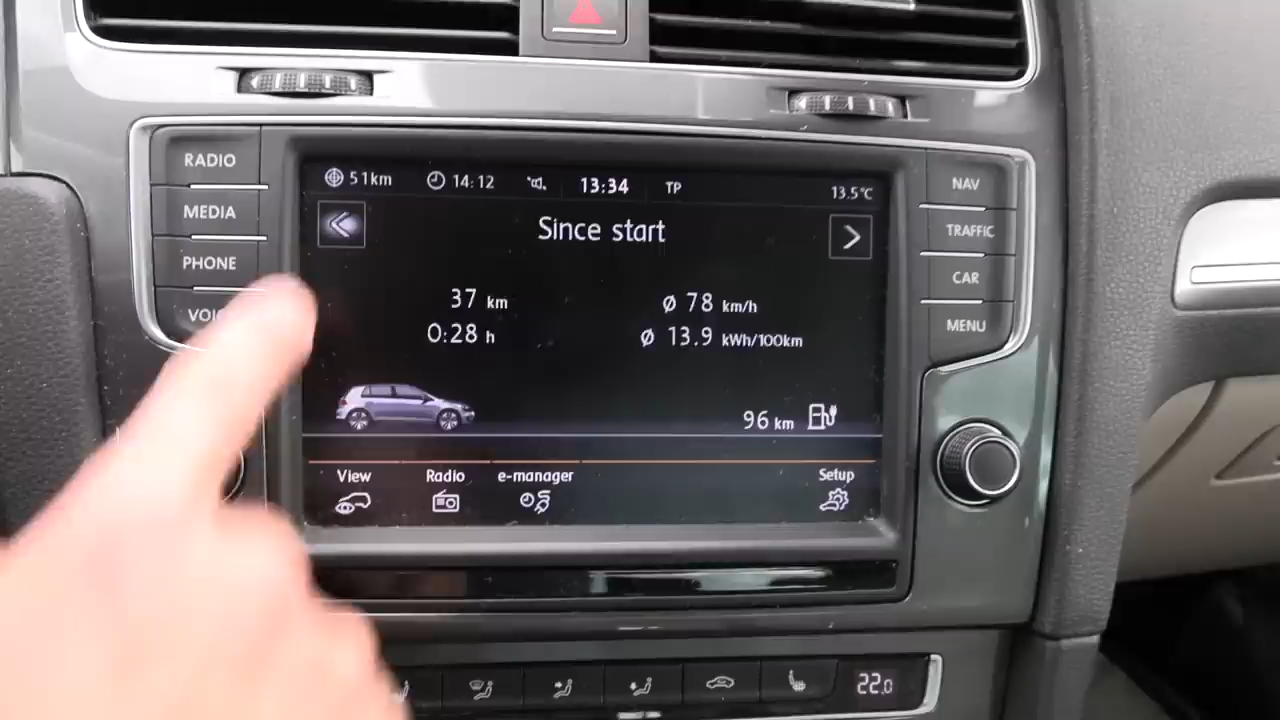 RADIO
MEDIA
PHONE
51km 14:12 13:34 TP 13.5°C
Since start
37 km
0:28 h
Ø 78 km/h
Ø 13.9 kWh/100km
96 km
View Radio e-manager Setup
NAV
TRAFFIC
CAR
MENU
22.0